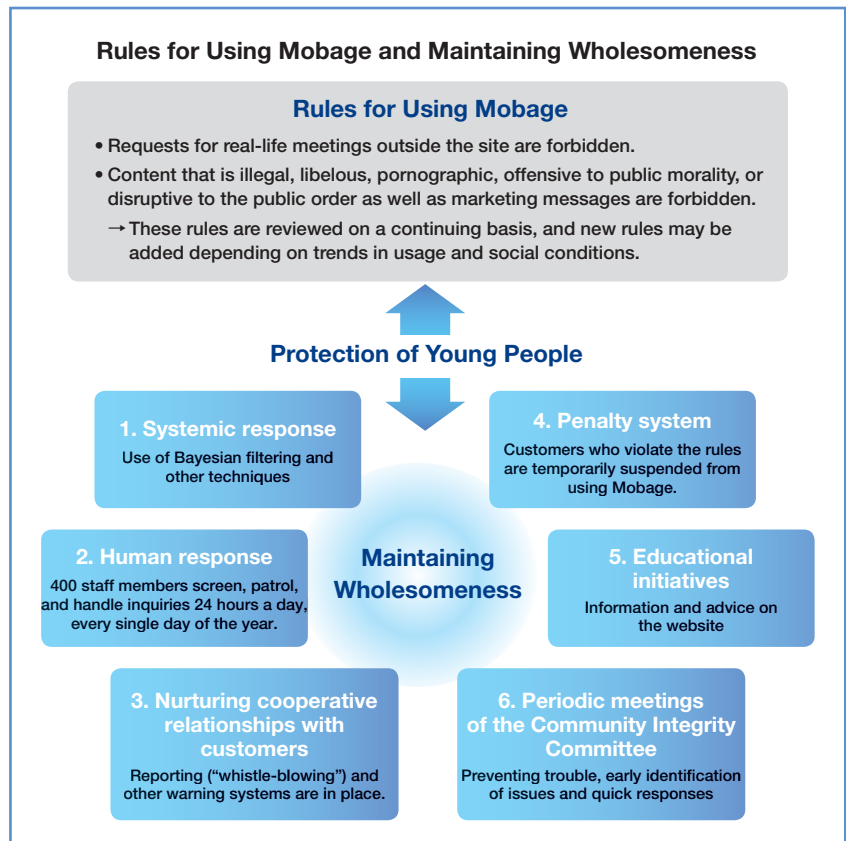 Rules for Using Mobage and Maintaining Wholesomeness
Rules for Using Mobage
• Requests for real-life meetings outside the site are forbidden.
• Content that is illegal, libelous, pornographic, offensive to public morality, or
disruptive to the public order as well as marketing messages are forbidden.
→ These rules are reviewed on a continuing basis, and new rules may be
added depending on trends in usage and social conditions.
Protection of Young People
1. Systemic response
Use of Bayesian filtering and
other techniques
2. Human response
400 staff members screen, patrol,
and handle inquiries 24 hours a day,
every single day of the year.
3. Nurturing cooperative
relationships with
customers
Reporting (“whistle-blowing”) and
other warning systems are in place.
Maintaining
Wholesomeness
4. Penalty system
Customers who violate the rules
are temporarily suspended from
using Mobage.
5. Educational
initiatives
Information and advice on
the website
6. Periodic meetings
of the Community Integrity
Committee
Preventing trouble, early identification
of issues and quick responses